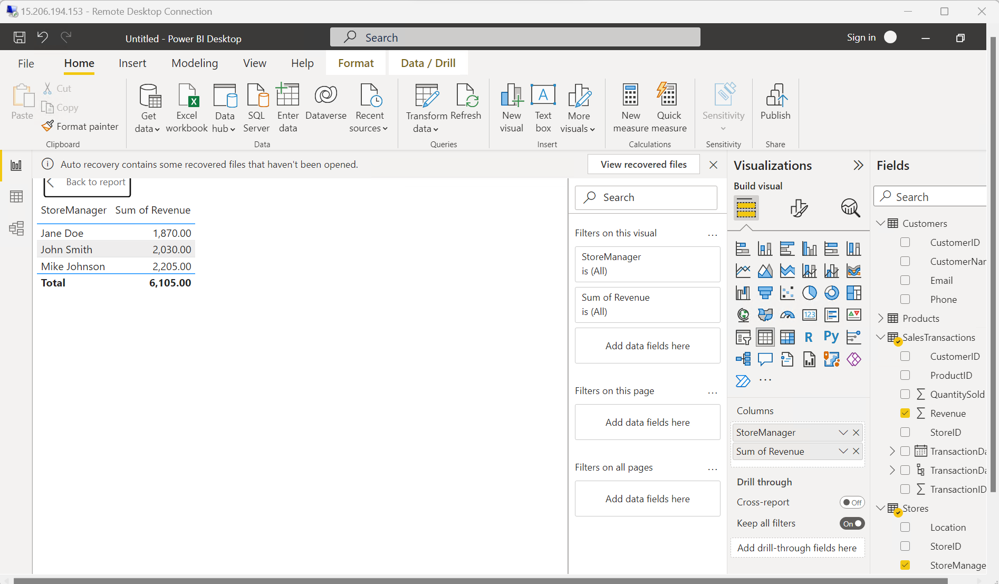 15.206.194.153 - Remote Desktop Connection
Untitled - Power BI Desktop
Search
Sign in
File
Home
Insert
Modeling
View
Help
Format
Data / Drill
Paste
Cut
Copy
Format painter
Clipboard
Get data
Excel workbook
Data hub
SQL Server
Enter data
Dataverse
Recent sources
Data
Transform data
Refresh
Queries
New visual
Text box
More visuals
Insert
New measure
Quick measure
Calculations
Sensitivity
Sensitivity
Publish
Share
Auto recovery contains some recovered files that haven't been opened.
View recovered files
Back to report
StoreManager Sum of Revenue
Jane Doe 1,870.00
John Smith 2,030.00
Mike Johnson 2,205.00
Total 6,105.00
Search
Filters on this visual
...
StoreManager
is (All)
Sum of Revenue
is (All)
Add data fields here
Filters on this page
...
Add data fields here
Filters on all pages
...
Add data fields here
Visualizations
Build visual
123
R
Py
...
Columns
StoreManager
Sum of Revenue
Drill through
Cross-report
Off
Keep all filters
On
Add drill-through fields here
Fields
Search
Customers
CustomerID
CustomerNar
Email
Phone
Products
SalesTransactions
CustomerID
ProductID
∑ QuantitySold
∑ Revenue
StoreID
TransactionDa
TransactionDa
∑ TransactionID
Stores
Location
StoreID
StoreManage